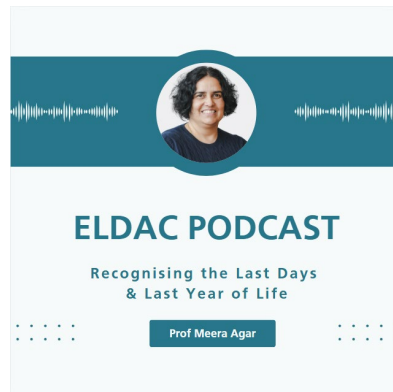 ELDAC PODCAST
Recognising the Last Days
& Last Year of Life
Prof Meera Agar